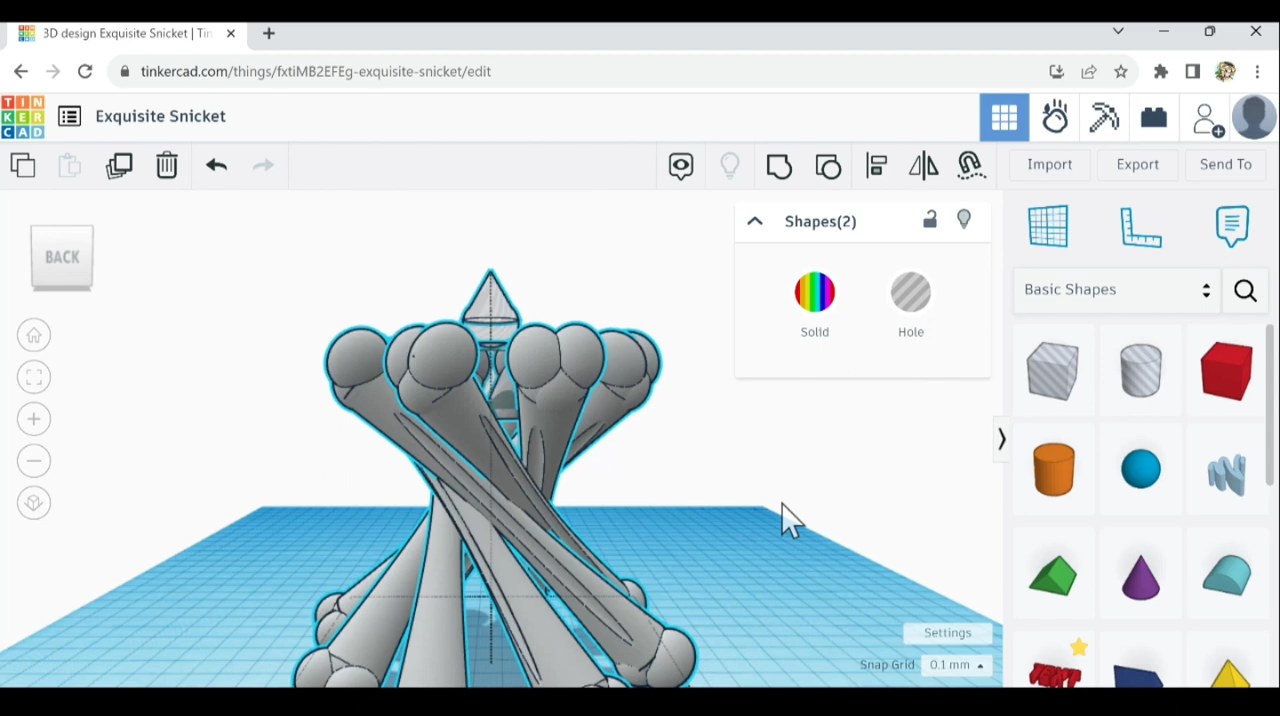 3D design Exquisite Snicket | Tin
tinkercad.com/things/fxtiMB2EFEg-exquisite-snicket/edit
TIN
KER
CAD
Exquisite Snicket
Import
Export
Send To
BACK
Shapes(2)
Solid
Hole
Basic Shapes
Settings
Snap Grid
0.1 mm
TEXT